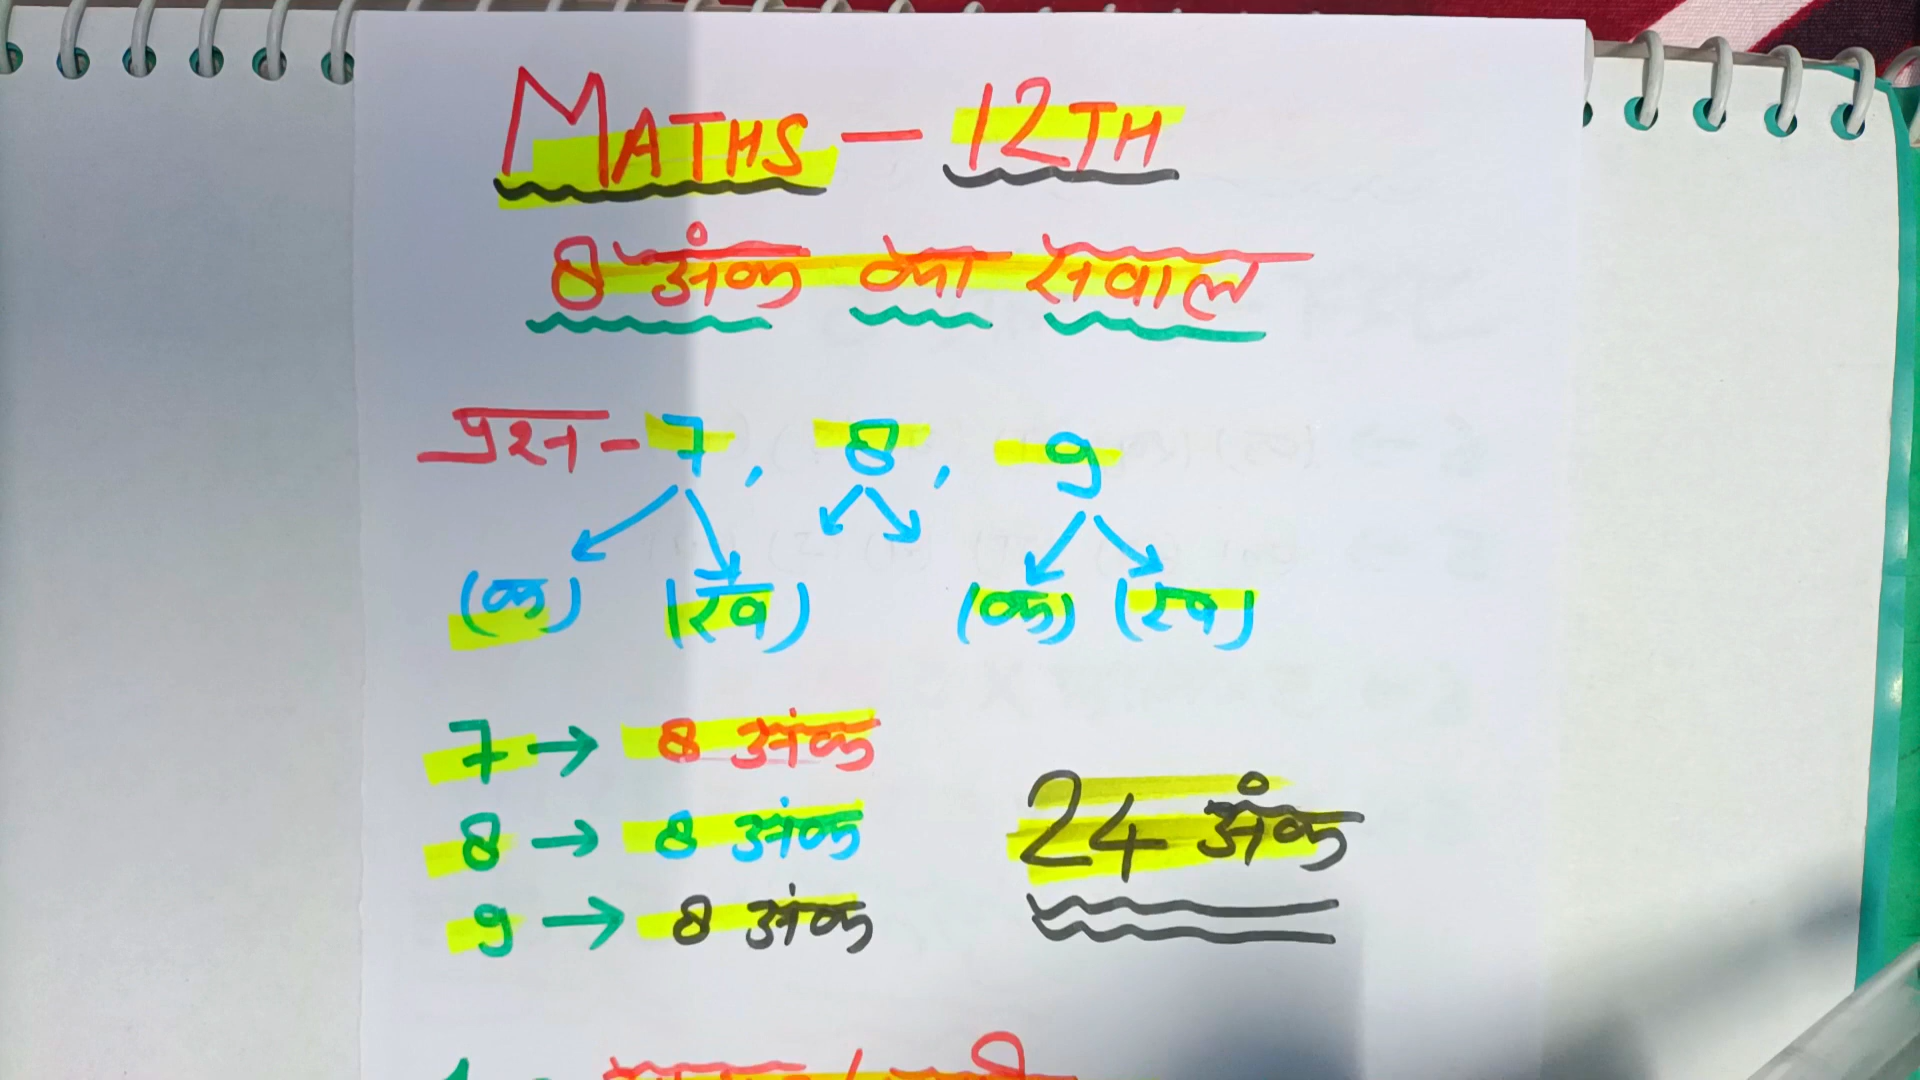 MATHS - 12TH
8 अंक का सवाल
प्रश्न - 7, 8, 9
(क) (ख) (क) (ख)
7 → 8 अंक
8 → 8 अंक
9 → 8 अंक
24 अंक